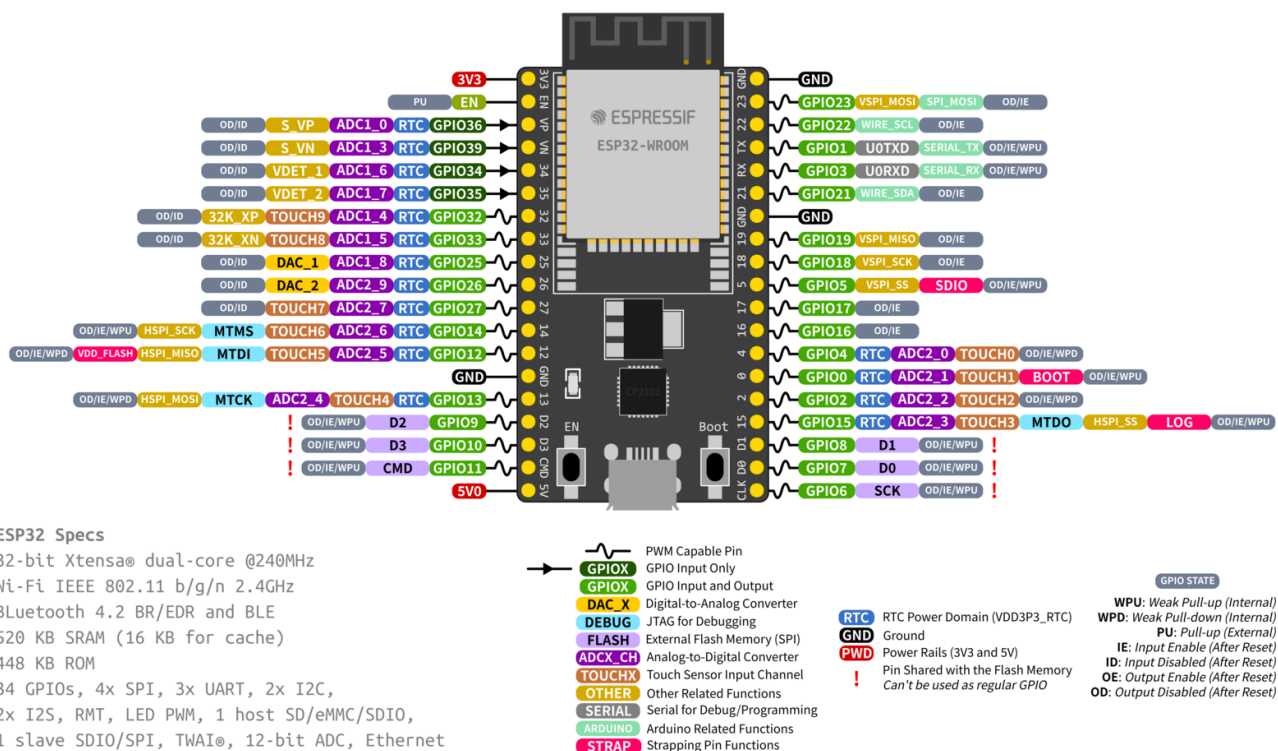 3V3 3V3 GND GND
PU EN EN 23 GPIO23 VSPI_MOSI SPI_MOSI OD/IE
OD/ID S_VP ADC1_0 RTC GPIO36 VP 22 GPIO22 WIRE_SCL OD/IE
OD/ID S_VN ADC1_3 RTC GPIO39 VN TX GPIO1 U0TXD SERIAL_TX OD/IE/WPU
OD/ID VDET_1 ADC1_6 RTC GPIO34 34 RX GPIO3 U0RXD SERIAL_RX OD/IE/WPU
OD/ID VDET_2 ADC1_7 RTC GPIO35 35 21 GPIO21 WIRE_SDA OD/IE
OD/ID 32K_XP TOUCH9 ADC1_4 RTC GPIO32 32 GND GND
OD/ID 32K_XN TOUCH8 ADC1_5 RTC GPIO33 33 19 GPIO19 VSPI_MISO OD/IE
OD/ID DAC_1 ADC1_8 RTC GPIO25 25 18 GPIO18 VSPI_SCK OD/IE
OD/ID DAC_2 ADC2_9 RTC GPIO26 26 5 GPIO5 VSPI_SS SDIO OD/IE/WPU
OD/ID TOUCH7 ADC2_7 RTC GPIO27 27 17 GPIO17 OD/IE
OD/IE/WPU HSPI_SCK MTMS TOUCH6 ADC2_6 RTC GPIO14 14 16 GPIO16 OD/IE
OD/IE/WPD VDD_FLASH HSPI_MISO MTDI TOUCH5 ADC2_5 RTC GPIO12 12 4 GPIO4 RTC ADC2_0 TOUCH0 OD/IE/WPD
GND GND 0 GPIO0 RTC ADC2_1 TOUCH1 BOOT OD/IE/WPU
OD/IE/WPD HSPI_MOSI MTCK ADC2_4 TOUCH4 RTC GPIO13 13 2 GPIO2 RTC ADC2_2 TOUCH2 OD/IE/WPD
! OD/IE/WPU D2 GPIO9 D2 15 GPIO15 RTC ADC2_3 TOUCH3 MTDO HSPI_SS LOG OD/IE/WPU
! OD/IE/WPU D3 GPIO10 D3 D1 GPIO8 D1 OD/IE/WPU !
! OD/IE/WPU CMD GPIO11 CMD D0 GPIO7 D0 OD/IE/WPU !
5V0 5V CLK GPIO6 SCK OD/IE/WPU !
ESPRESSIF
ESP32-WROOM
CP2102
EN Boot
ESP32 Specs
32-bit Xtensa® dual-core @240MHz
Wi-Fi IEEE 802.11 b/g/n 2.4GHz
BLuetooth 4.2 BR/EDR and BLE
520 KB SRAM (16 KB for cache)
448 KB ROM
34 GPIOs, 4x SPI, 3x UART, 2x I2C,
2x I2S, RMT, LED PWM, 1 host SD/eMMC/SDIO,
1 slave SDIO/SPI, TWAI®, 12-bit ADC, Ethernet
PWM Capable Pin
GPIOX GPIO Input Only
GPIOX GPIO Input and Output
DAC_X Digital-to-Analog Converter
DEBUG JTAG for Debugging
FLASH External Flash Memory (SPI)
ADCX_CH Analog-to-Digital Converter
TOUCHX Touch Sensor Input Channel
OTHER Other Related Functions
SERIAL Serial for Debug/Programming
ARDUINO Arduino Related Functions
STRAP Strapping Pin Functions
RTC RTC Power Domain (VDD3P3_RTC)
GND Ground
PWD Power Rails (3V3 and 5V)
! Pin Shared with the Flash Memory
Can't be used as regular GPIO
GPIO STATE
WPU: Weak Pull-up (Internal)
WPD: Weak Pull-down (Internal)
PU: Pull-up (External)
IE: Input Enable (After Reset)
ID: Input Disabled (After Reset)
OE: Output Enable (After Reset)
OD: Output Disabled (After Reset)